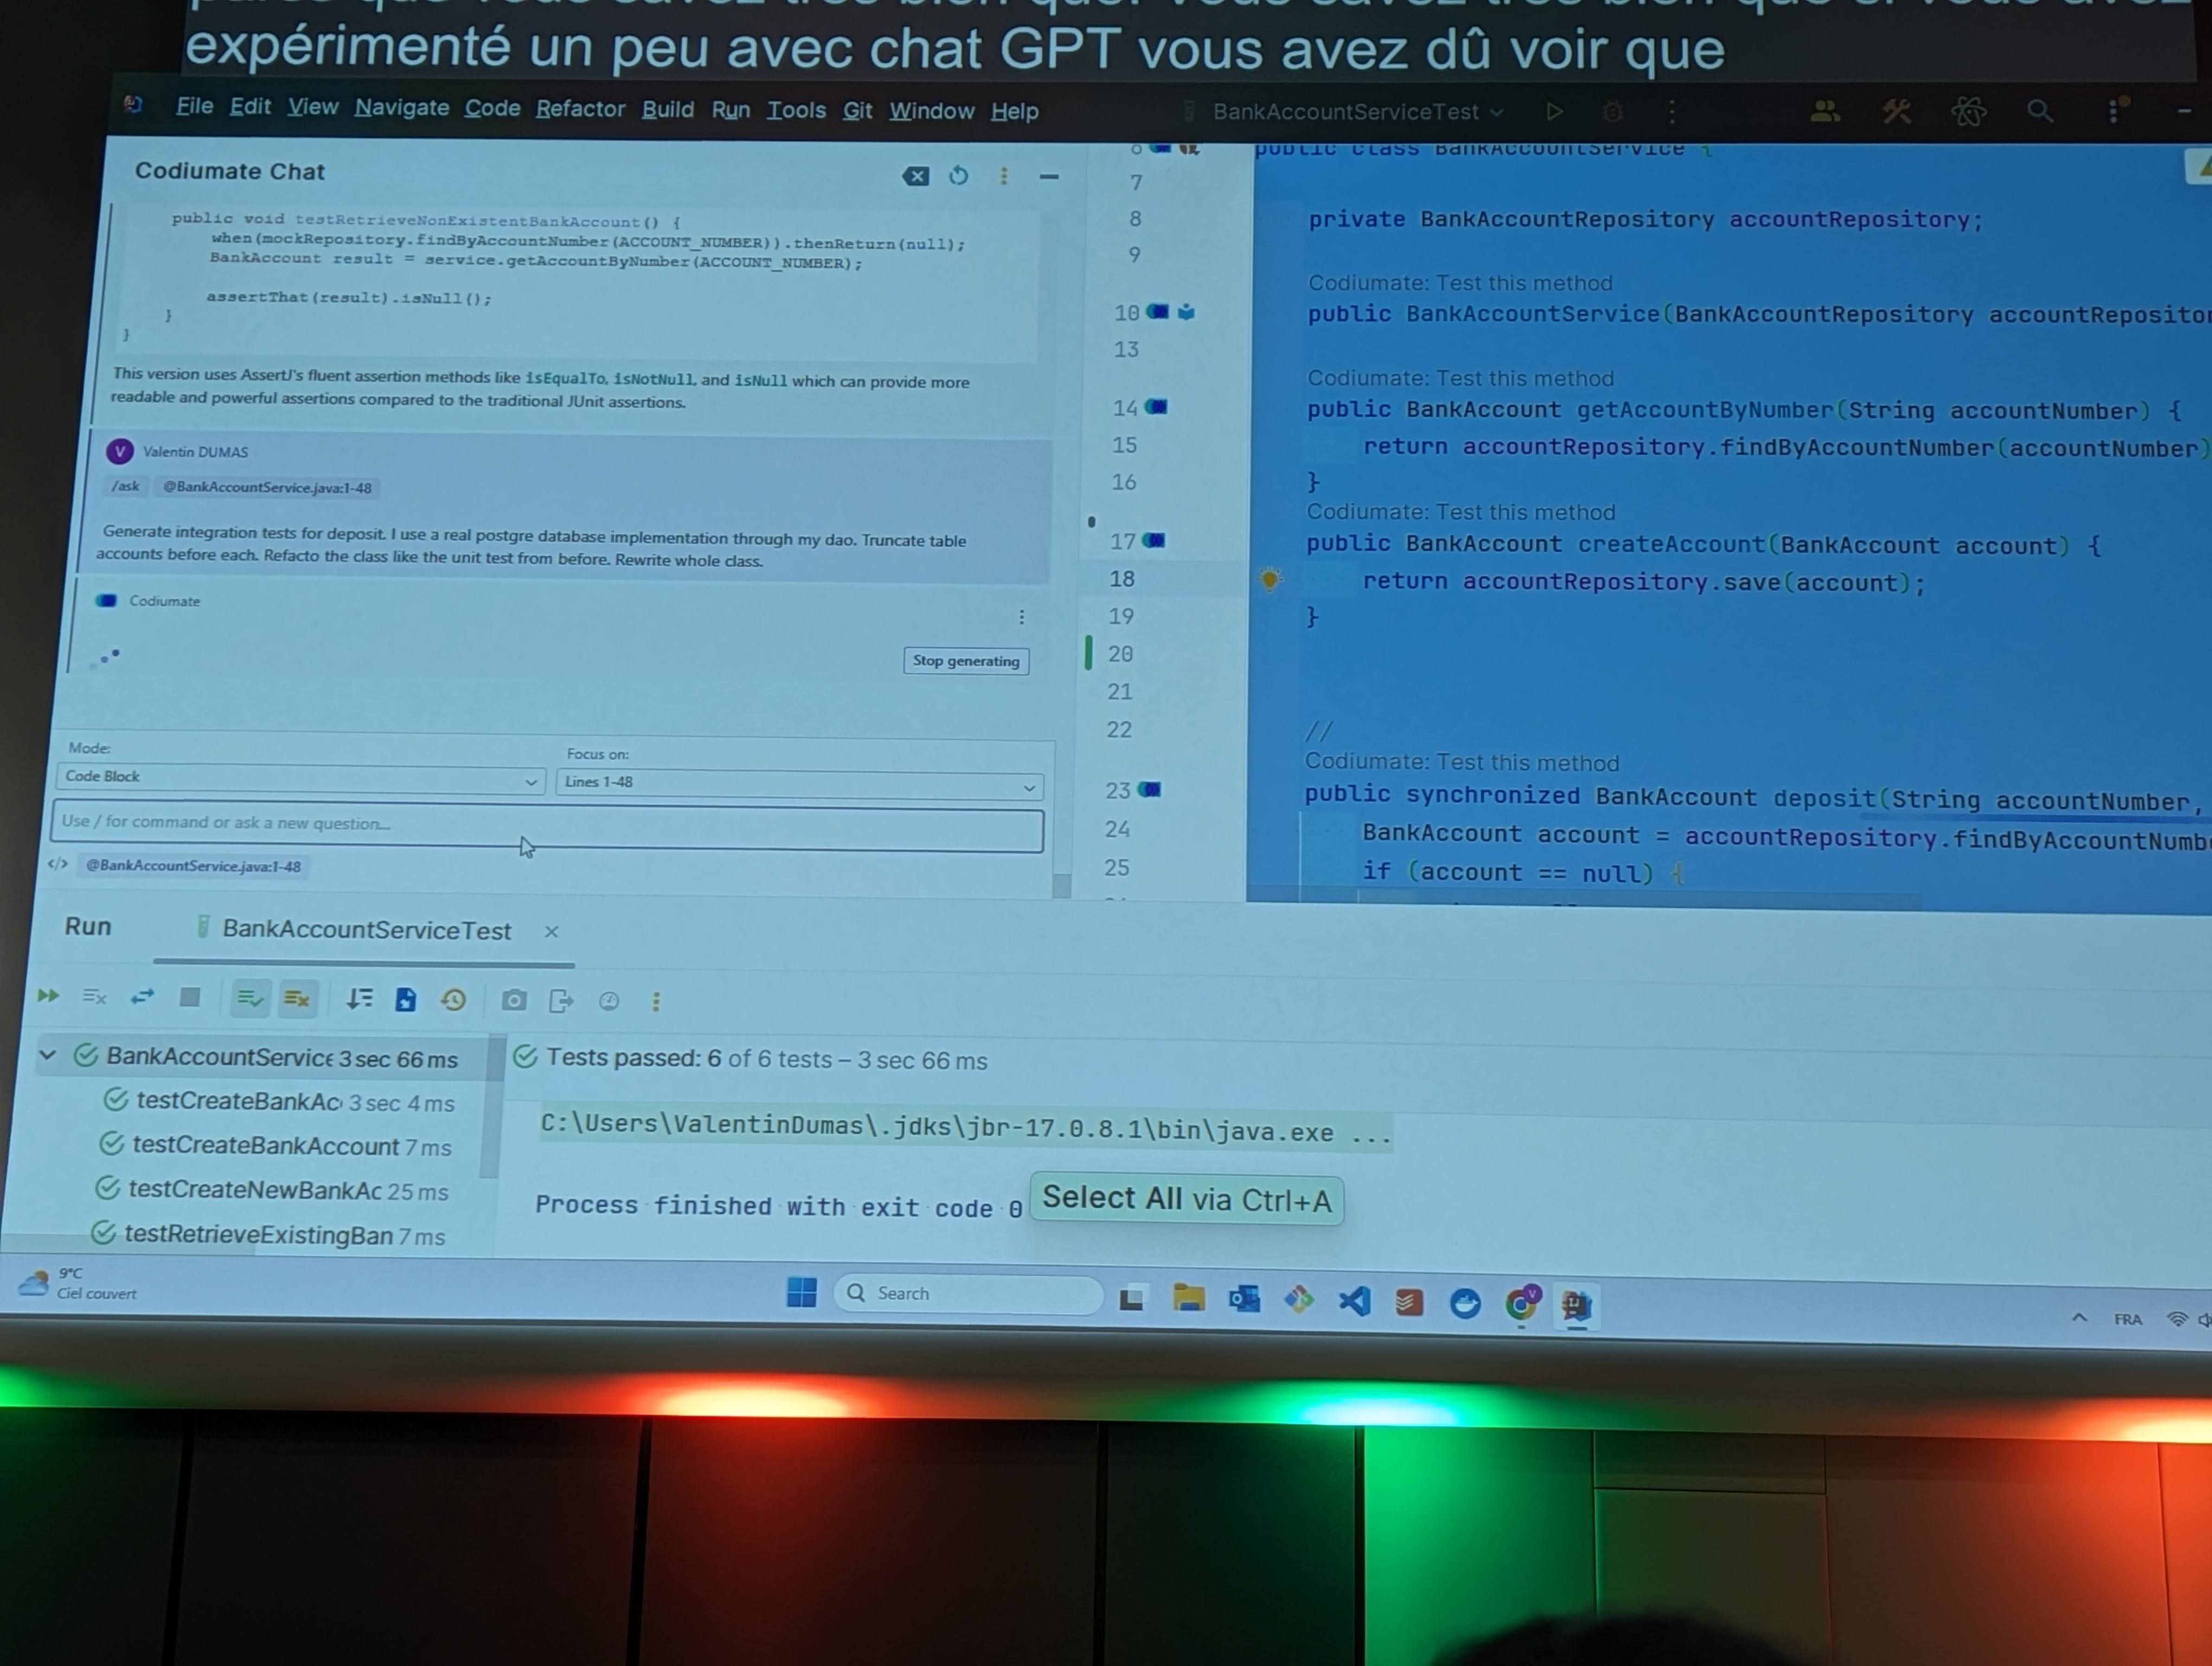 expérimenté un peu avec chat GPT vous avez dû voir que
File Edit View Navigate Code Refactor Build Run Tools Git Window Help
BankAccountServiceTest
Codiumate Chat
public void testRetrieveNonExistentBankAccount() {
when(mockRepository.findByAccountNumber(ACCOUNT_NUMBER)).thenReturn(null);
BankAccount result = service.getAccountByNumber(ACCOUNT_NUMBER);
assertThat(result).isNull();
}
}
This version uses AssertJ's fluent assertion methods like isEqualTo, isNotNull, and isNull which can provide more
readable and powerful assertions compared to the traditional JUnit assertions.
V Valentin DUMAS
/ask @BankAccountService.java:1-48
Generate integration tests for deposit. I use a real postgre database implementation through my dao. Truncate table
accounts before each. Refacto the class like the unit test from before. Rewrite whole class.
Codiumate
Stop generating
Mode:
Code Block
Focus on:
Lines 1-48
Use / for command or ask a new question...
</> @BankAccountService.java:1-48
public class BankAccountService {
7
8 private BankAccountRepository accountRepository;
9
Codiumate: Test this method
10 public BankAccountService(BankAccountRepository
13
Codiumate: Test this method
14 public BankAccount getAccountByNumber(String accountNumber) {
15 return accountRepository.findByAccountNumber(accountNumber)
16 }
Codiumate: Test this method
17 public BankAccount createAccount(BankAccount account) {
18 return accountRepository.save(account);
19 }
20
21
22 //
Codiumate: Test this method
23 public synchronized BankAccount deposit(String accountNumber,
24 BankAccount account = accountRepository.findByAccountNumb
25 if (account == null) {
Run BankAccountServiceTest
BankAccountService 3 sec 66 ms
testCreateBankAc 3 sec 4 ms
testCreateBankAccount 7 ms
testCreateNewBankAc 25 ms
testRetrieveExistingBan 7 ms
Tests passed: 6 of 6 tests – 3 sec 66 ms
C:\Users\ValentinDumas\.jdks\jbr-17.0.8.1\bin\java.exe ...
Process finished with exit code 0
Select All via Ctrl+A
9°C
Ciel couvert
Search
FRA